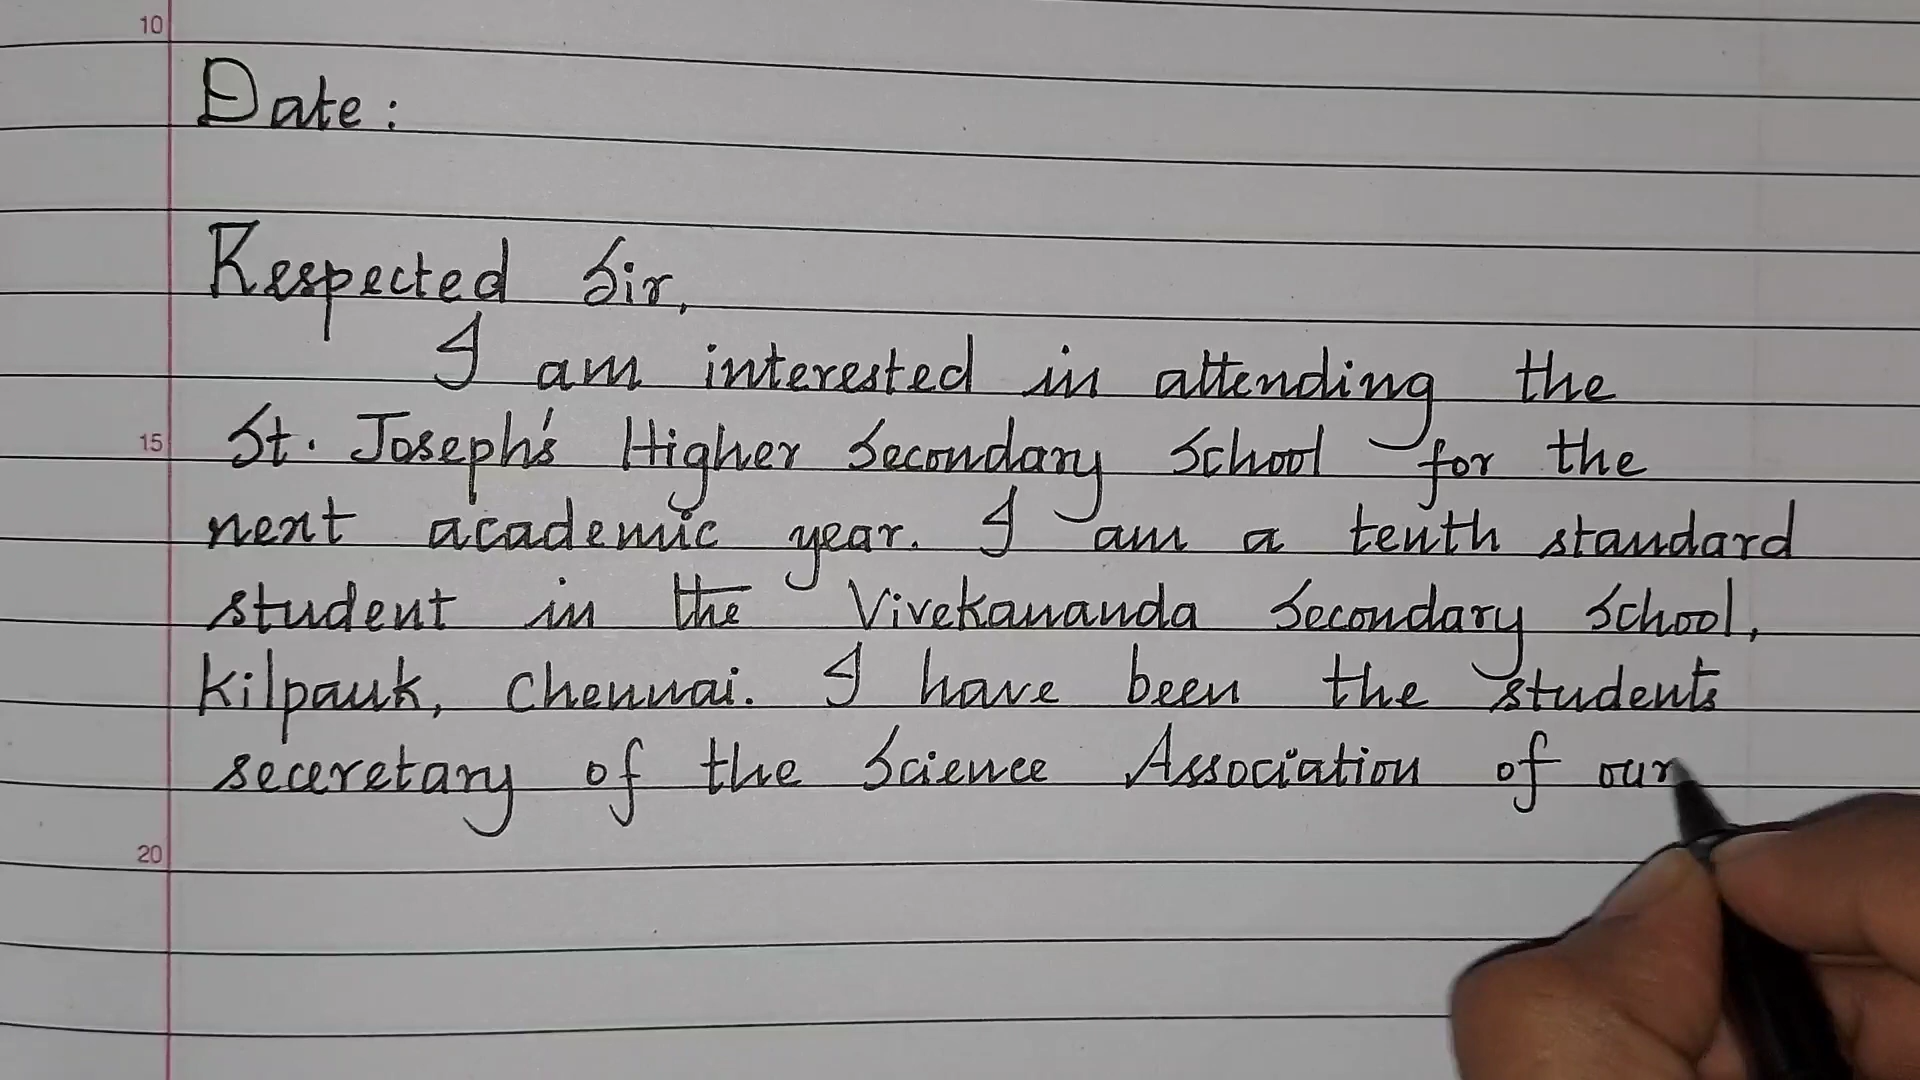 10
Date:
Respected Sir,
I am interested in attending the
15
St. Joseph's Higher Secondary School for the
next academic year. I am a tenth standard
student in the Vivekananda Secondary School,
Kilpauk, Chennai. I have been the students
seceretary of the Science Association of our
20